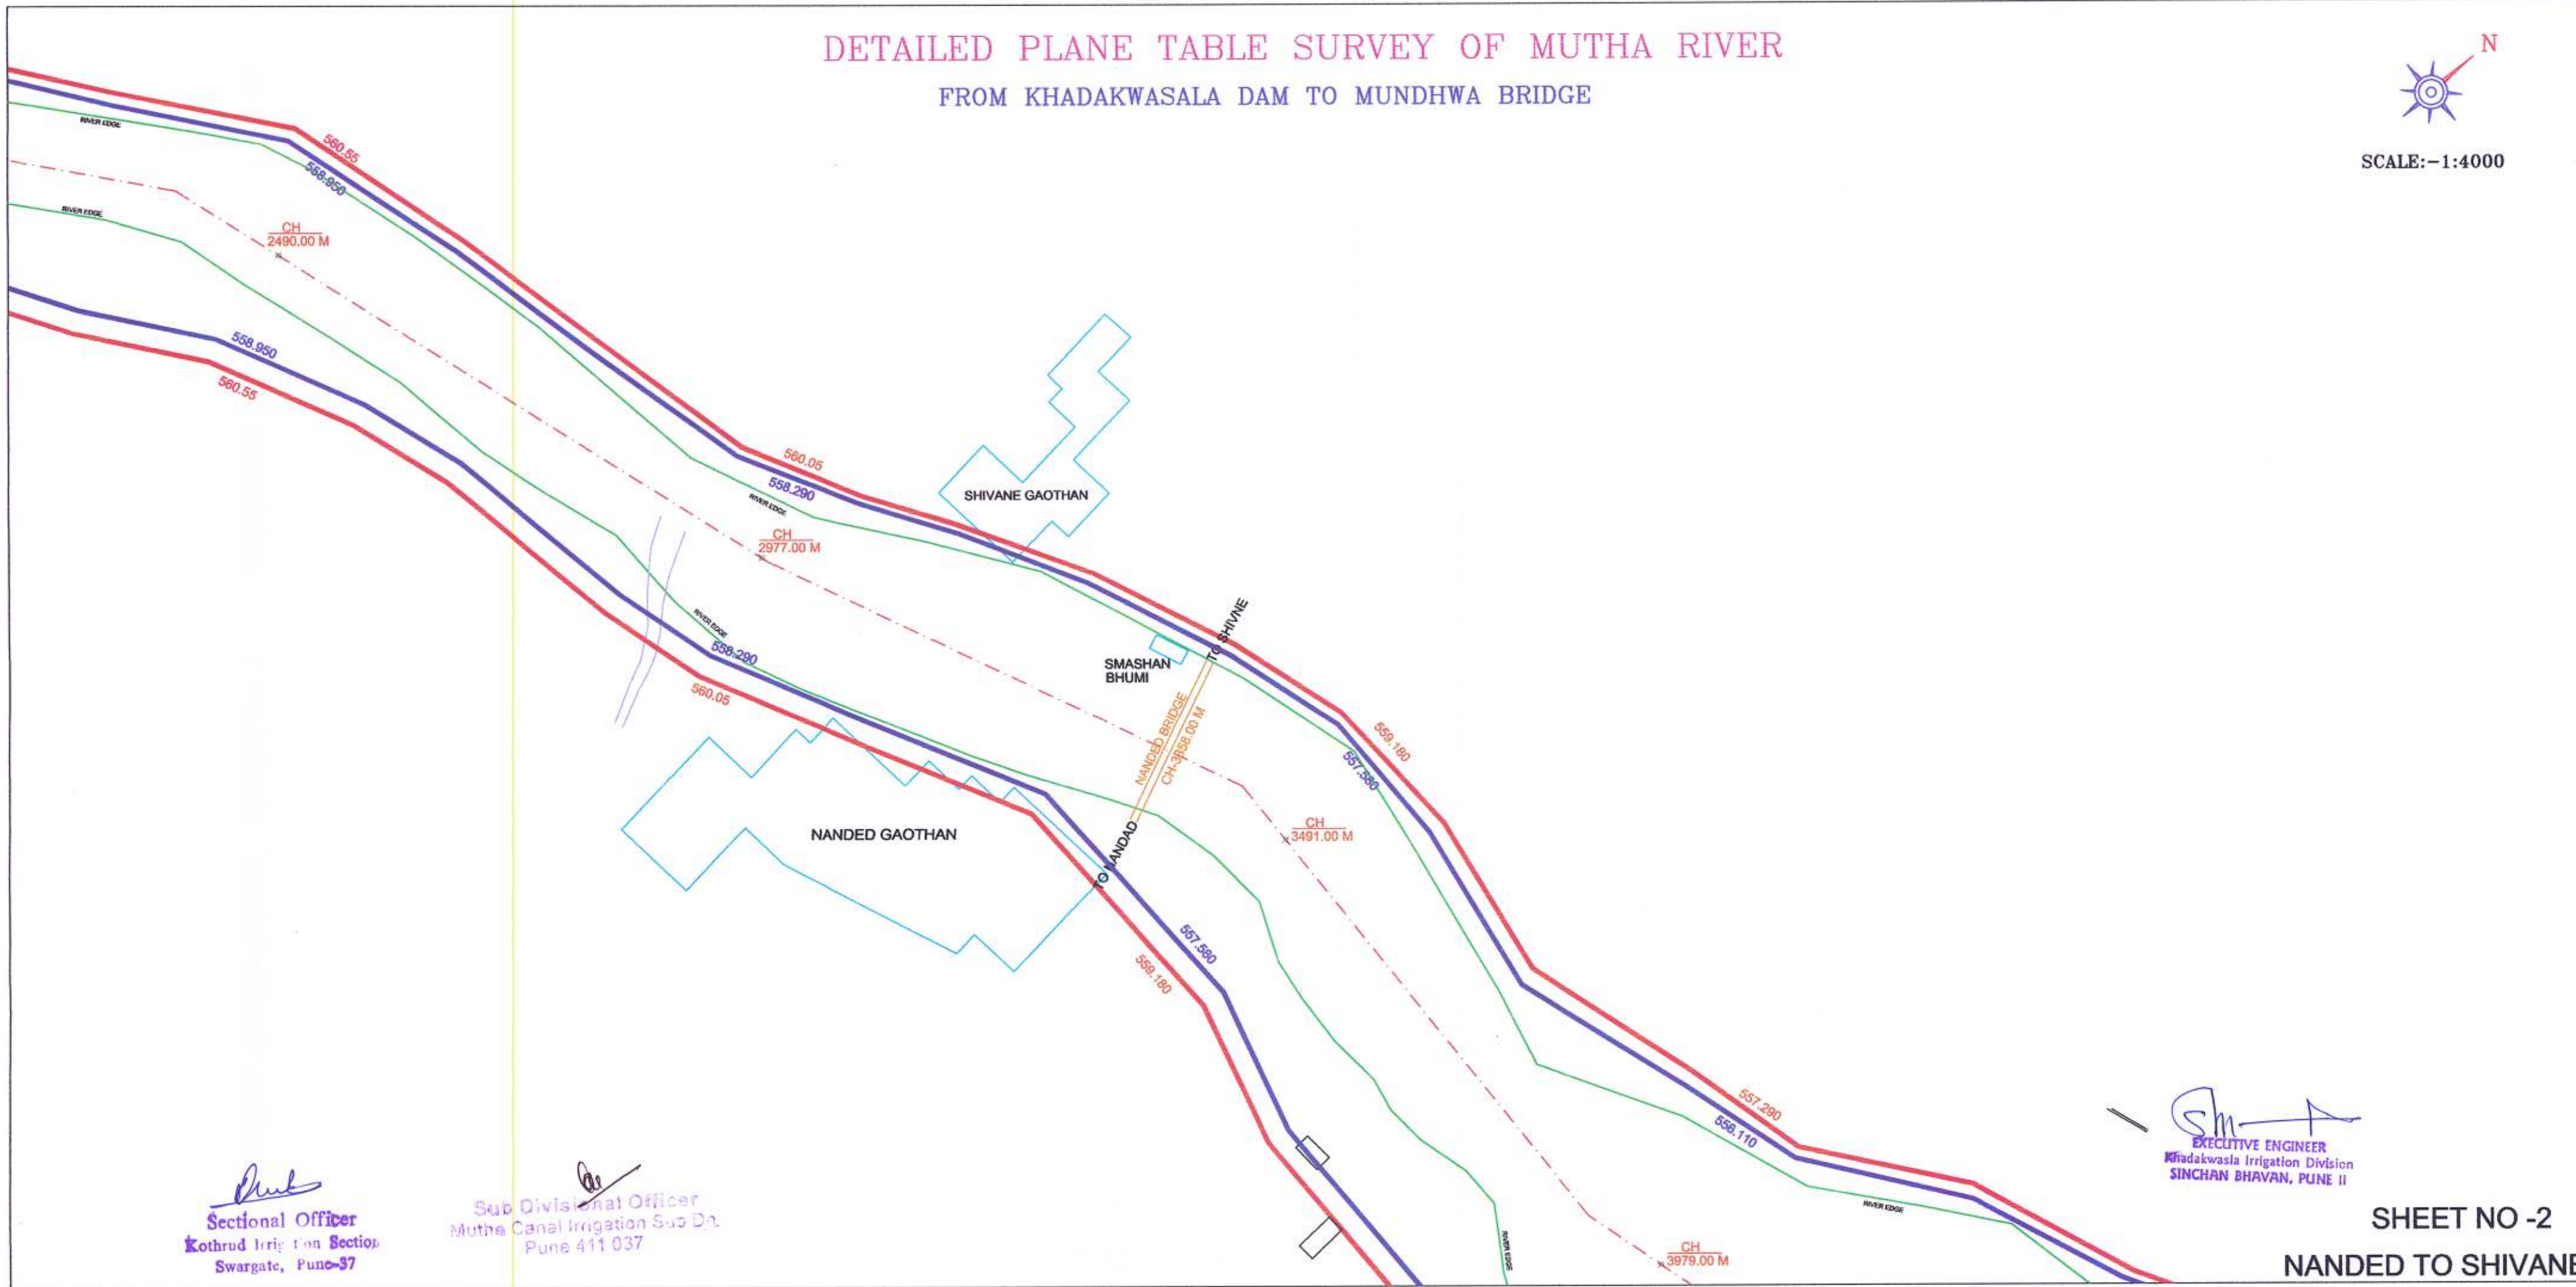 DETAILED PLANE TABLE SURVEY OF MUTHA RIVER
FROM KHADAKWASALA DAM TO MUNDHWA BRIDGE
N
SCALE:-1:4000
RIVER EDGE
560.55
558.950
RIVER EDGE
CH
2490.00 M
558.950
560.55
560.05
558.290
RIVER EDGE
SHIVANE GAOTHAN
CH
2977.00 M
RIVER EDGE
558.290
560.05
TO SHIVNE
SMASHAN
BHUMI
NANDED BRIDGE
CH-3358.00 M
559.180
557.580
CH
3491.00 M
NANDED GAOTHAN
TO NANDAD
557.580
559.180
557.290
556.110
RIVER EDGE
RIVER EDGE
CH
3979.00 M
Sectional Officer
Kothrud Irrigation Section
Swargate, Pune-37
Sub Divisional Officer
Mutha Canal Irrigation Sub Dn.
Pune 411 037
EXECUTIVE ENGINEER
Khadakwasla Irrigation Division
SINCHAN BHAVAN, PUNE 11
SHEET NO -2
NANDED TO SHIVANE